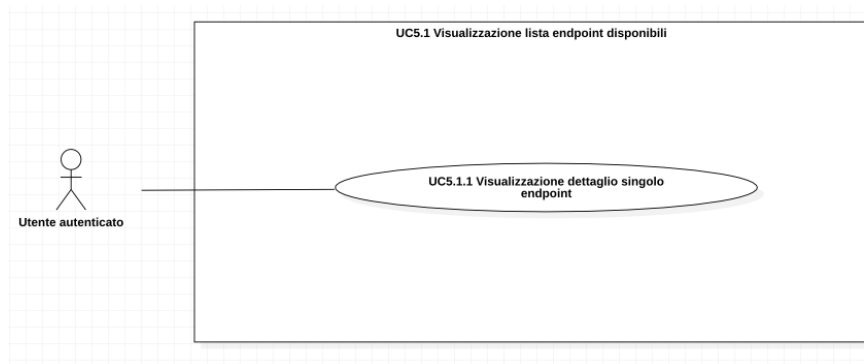 UC5.1 Visualizzazione lista endpoint disponibili
UC5.1.1 Visualizzazione dettaglio singolo
endpoint
Utente autenticato